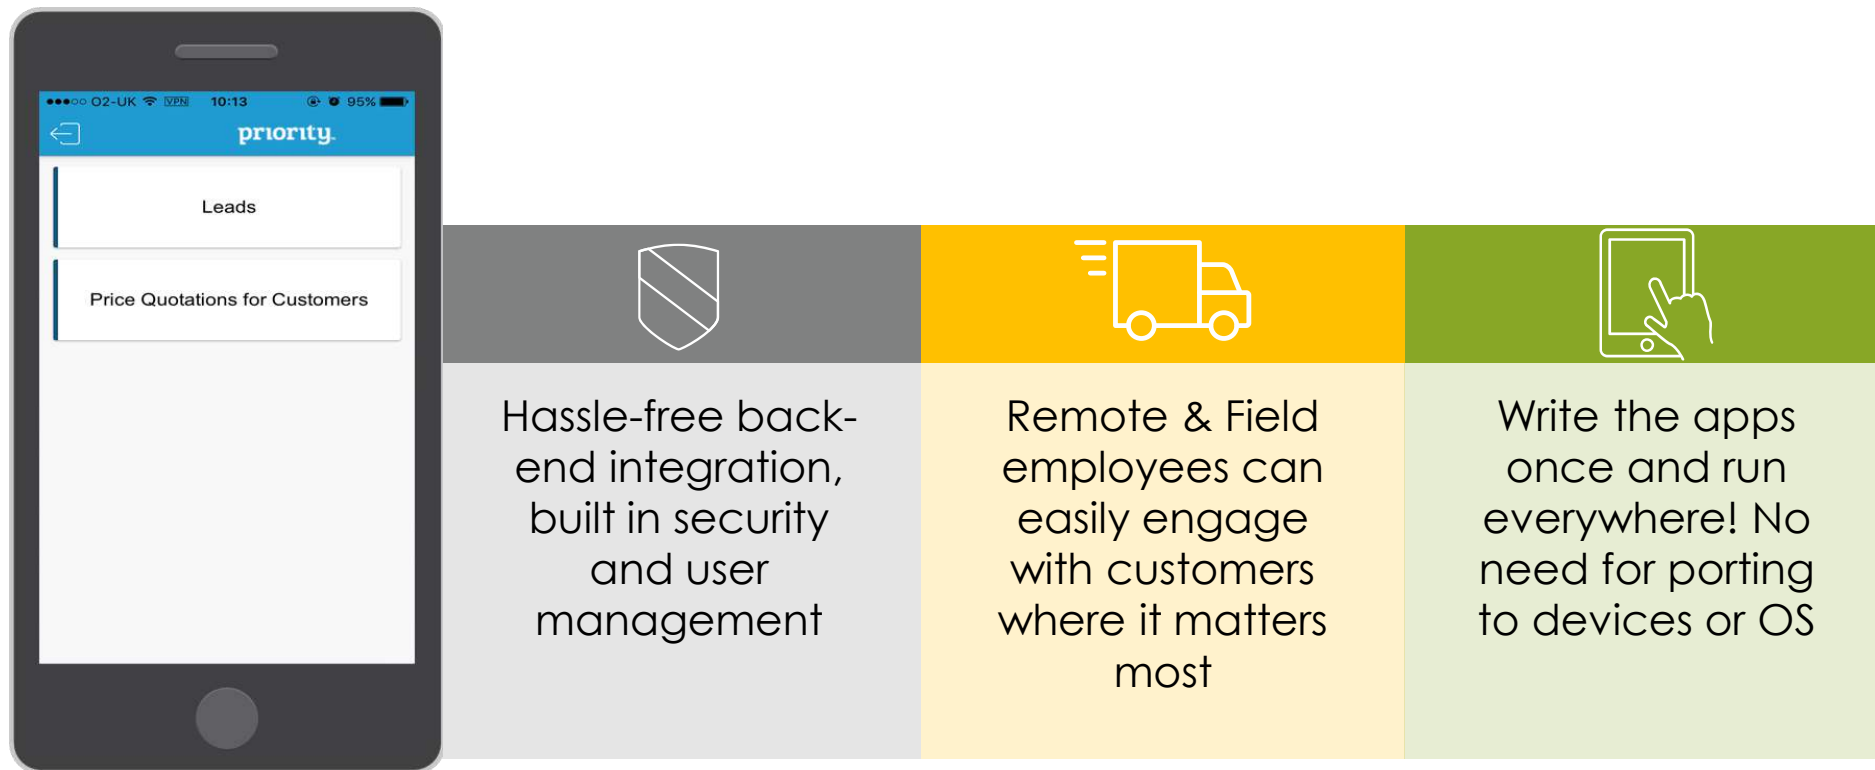 O2-UK VPN 10:13 95%
priority
Leads
Price Quotations for Customers
Hassle-free back-
end integration,
built in security
and user
management
Remote & Field
employees can
easily engage
with customers
where it matters
most
Write the apps
once and run
everywhere! No
need for porting
to devices or OS